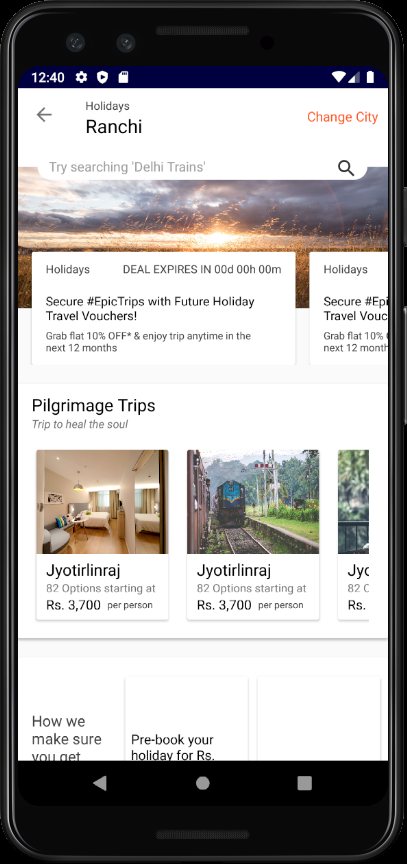 12:40
Holidays
Ranchi
Change City
Try searching 'Delhi Trains'
Holidays
DEAL EXPIRES IN 00d 00h 00m
Secure #EpicTrips with Future Holiday
Travel Vouchers!
Grab flat 10% OFF* & enjoy trip anytime in the
next 12 months
Holidays
Secure #Epi
Travel Vouc
Grab flat 10%
next 12 month
Pilgrimage Trips
Trip to heal the soul
Jyotirlinraj
82 Options starting at
Rs. 3,700 per person
Jyotirlinraj
82 Options starting at
Rs. 3,700 per person
Jyo
82 O
Rs.
How we
make sure
you get
Pre-book your
holiday for Rs.